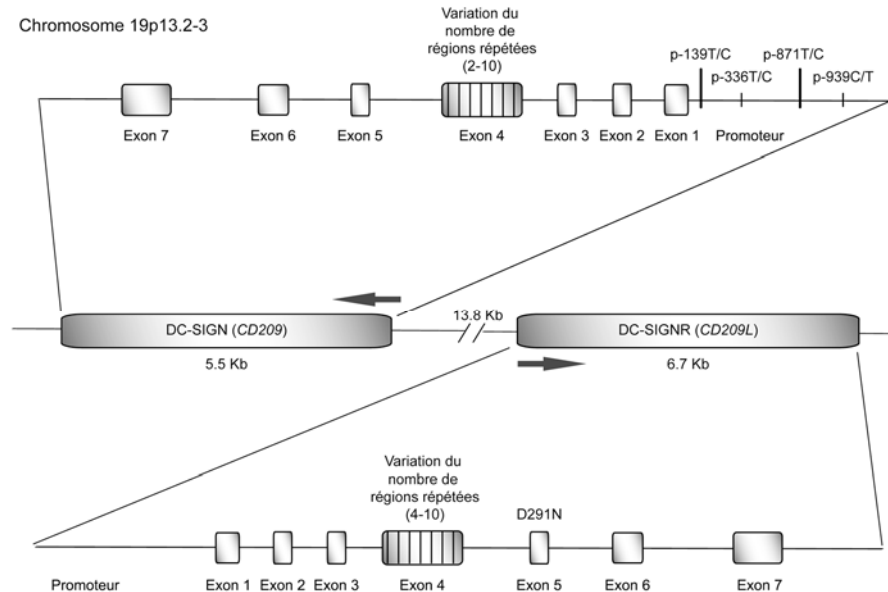 Chromosome 19p13.2-3
Variation du
nombre de
régions répétées
(2-10)
p-139T/C
p-871T/C
p-336T/C
p-939C/T
Exon 7
Exon 6
Exon 5
Exon 4
Exon 3
Exon 2
Exon 1
Promoteur
DC-SIGN (CD209)
13.8 Kb
DC-SIGNR (CD209L)
5.5 Kb
6.7 Kb
Variation du
nombre de
régions répétées
(4-10)
D291N
Promoteur
Exon 1
Exon 2
Exon 3
Exon 4
Exon 5
Exon 6
Exon 7